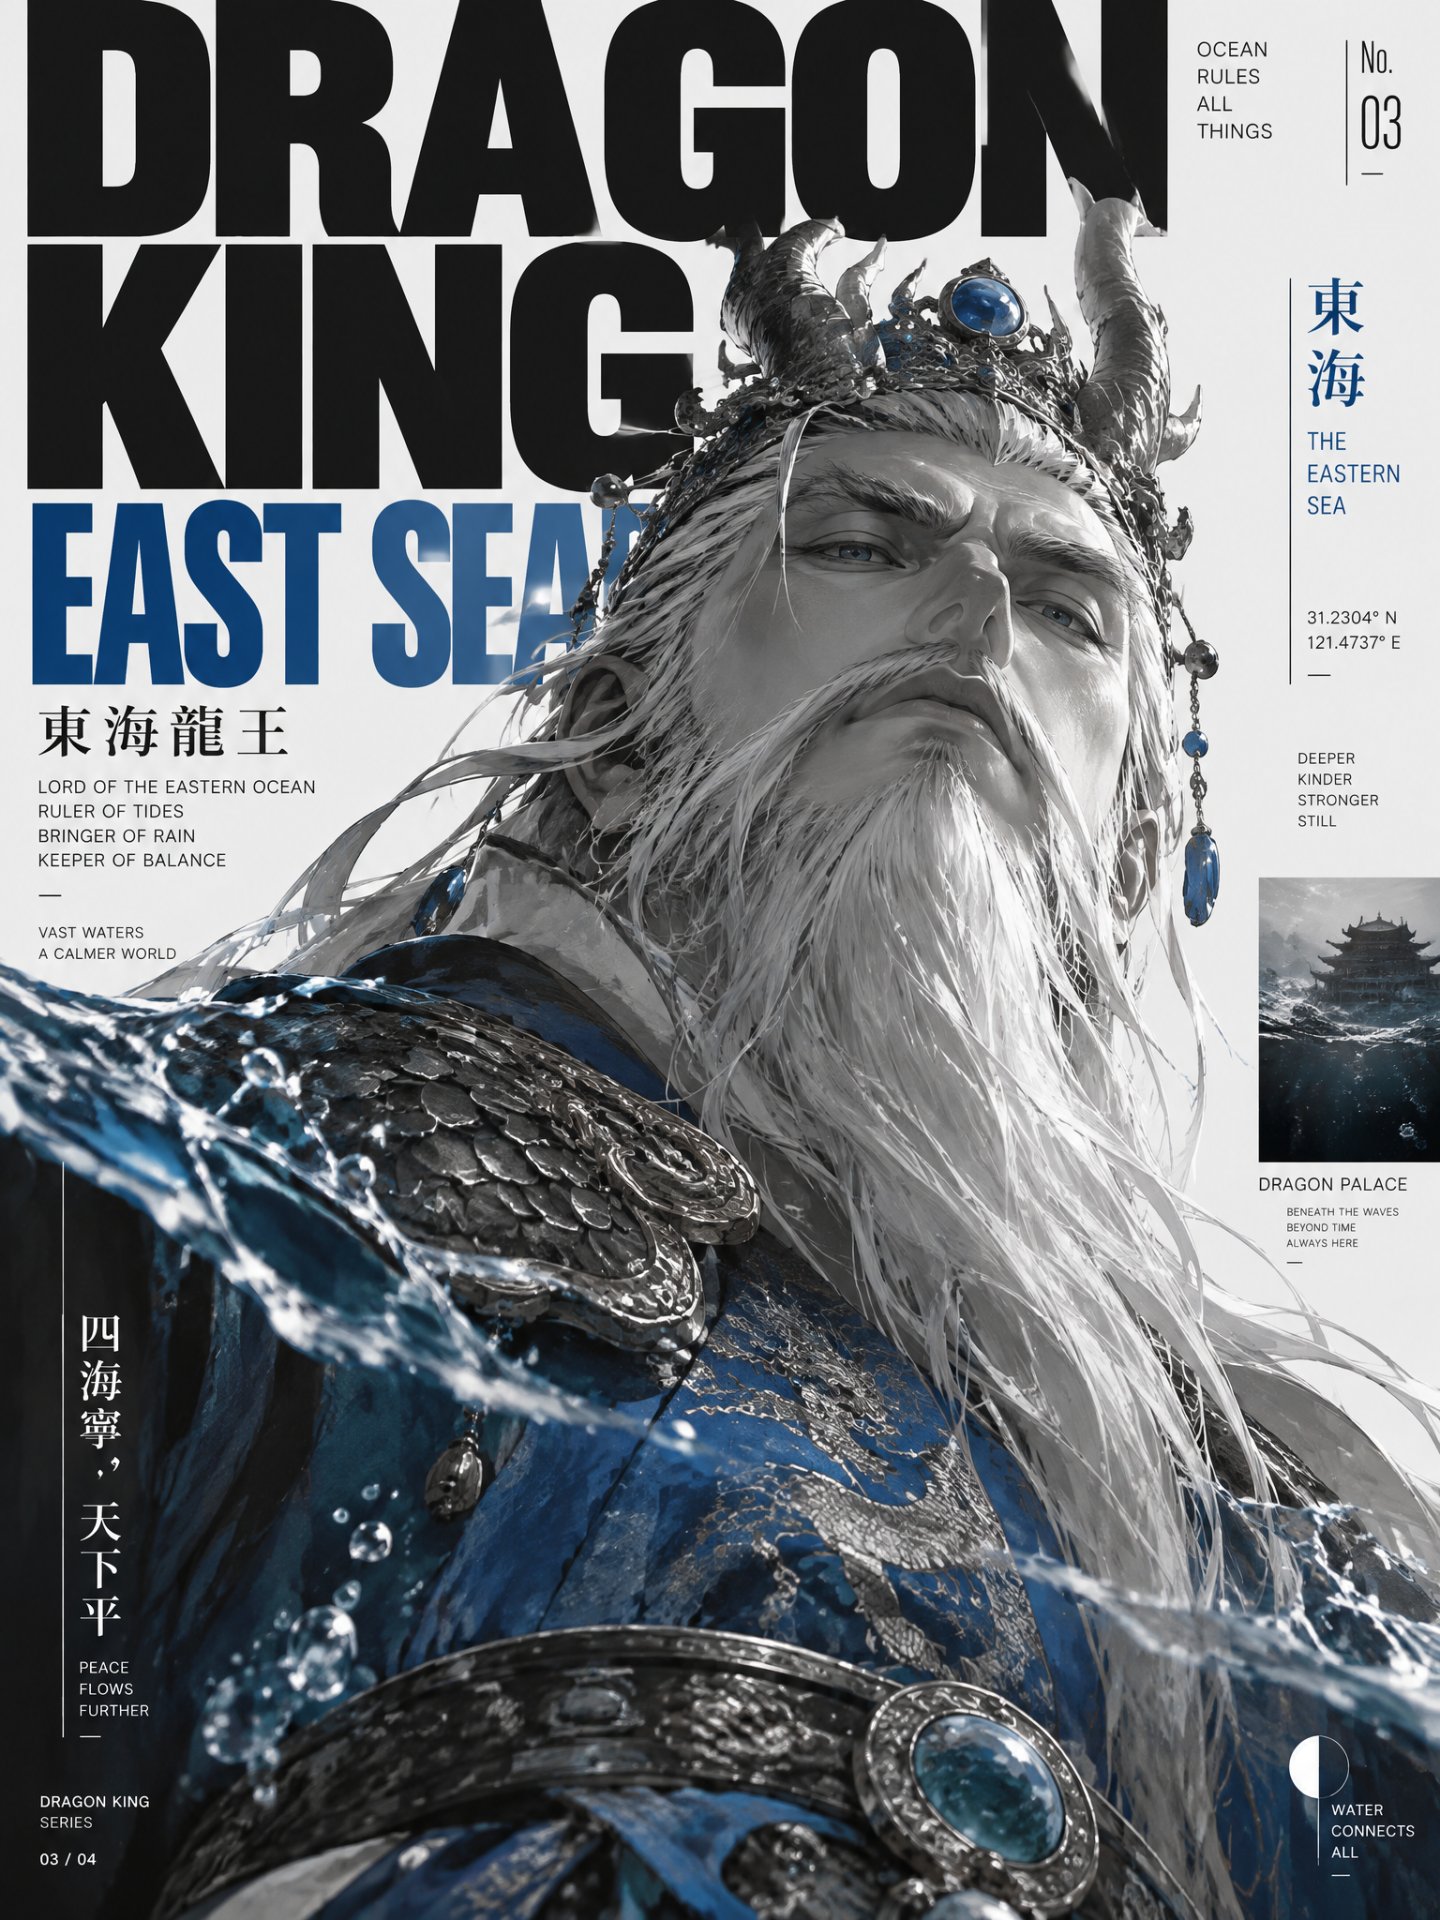 DRAGON
KING
EAST SEA
東海龍王
LORD OF THE EASTERN OCEAN
RULER OF TIDES
BRINGER OF RAIN
KEEPER OF BALANCE
VAST WATERS
A CALMER WORLD
OCEAN
RULES
ALL
THINGS
No.
03
東海
THE
EASTERN
SEA
31.2304° N
121.4737° E
DEEPER
KINDER
STRONGER
STILL
DRAGON PALACE
BENEATH THE WAVES
BEYOND TIME
ALWAYS HERE
四海寧，天下平
PEACE
FLOWS
FURTHER
DRAGON KING
SERIES
03 / 04
WATER
CONNECTS
ALL